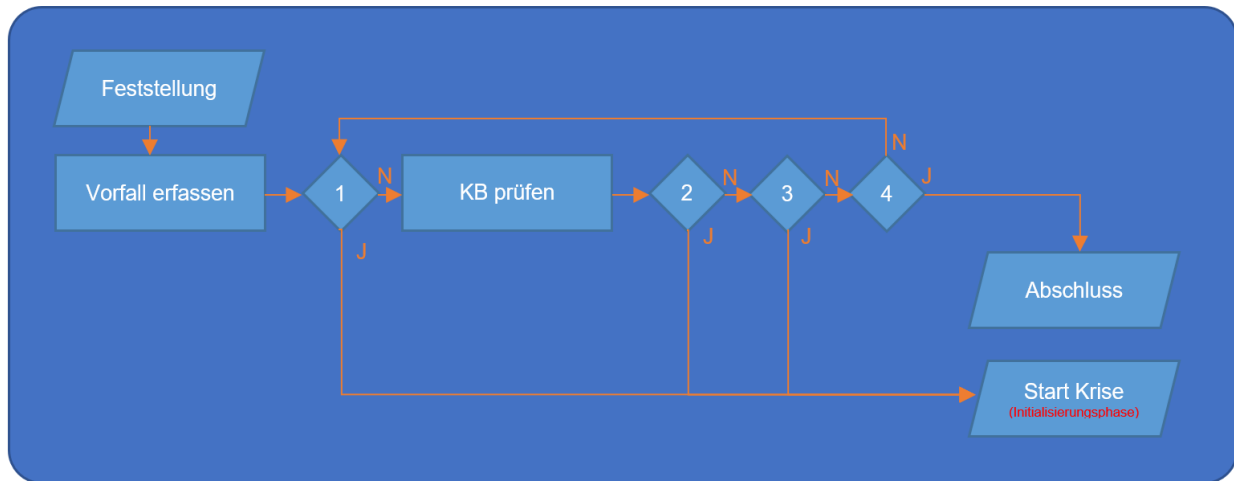 Feststellung
Vorfall erfassen
1
N
J
KB prüfen
2
N
J
3
N
J
4
N
J
Abschluss
Start Krise
(Initialisierungsphase)